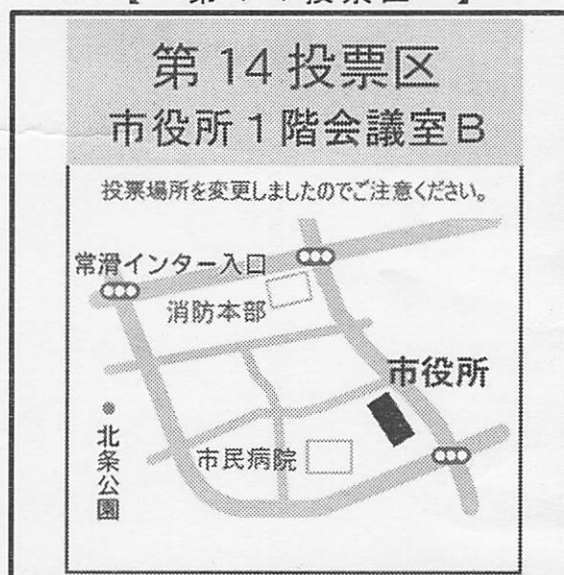 第14投票区
市役所1階会議室B
投票場所を変更しましたのでご注意ください。
常滑インター入口
消防本部
市役所
北条公園
市民病院